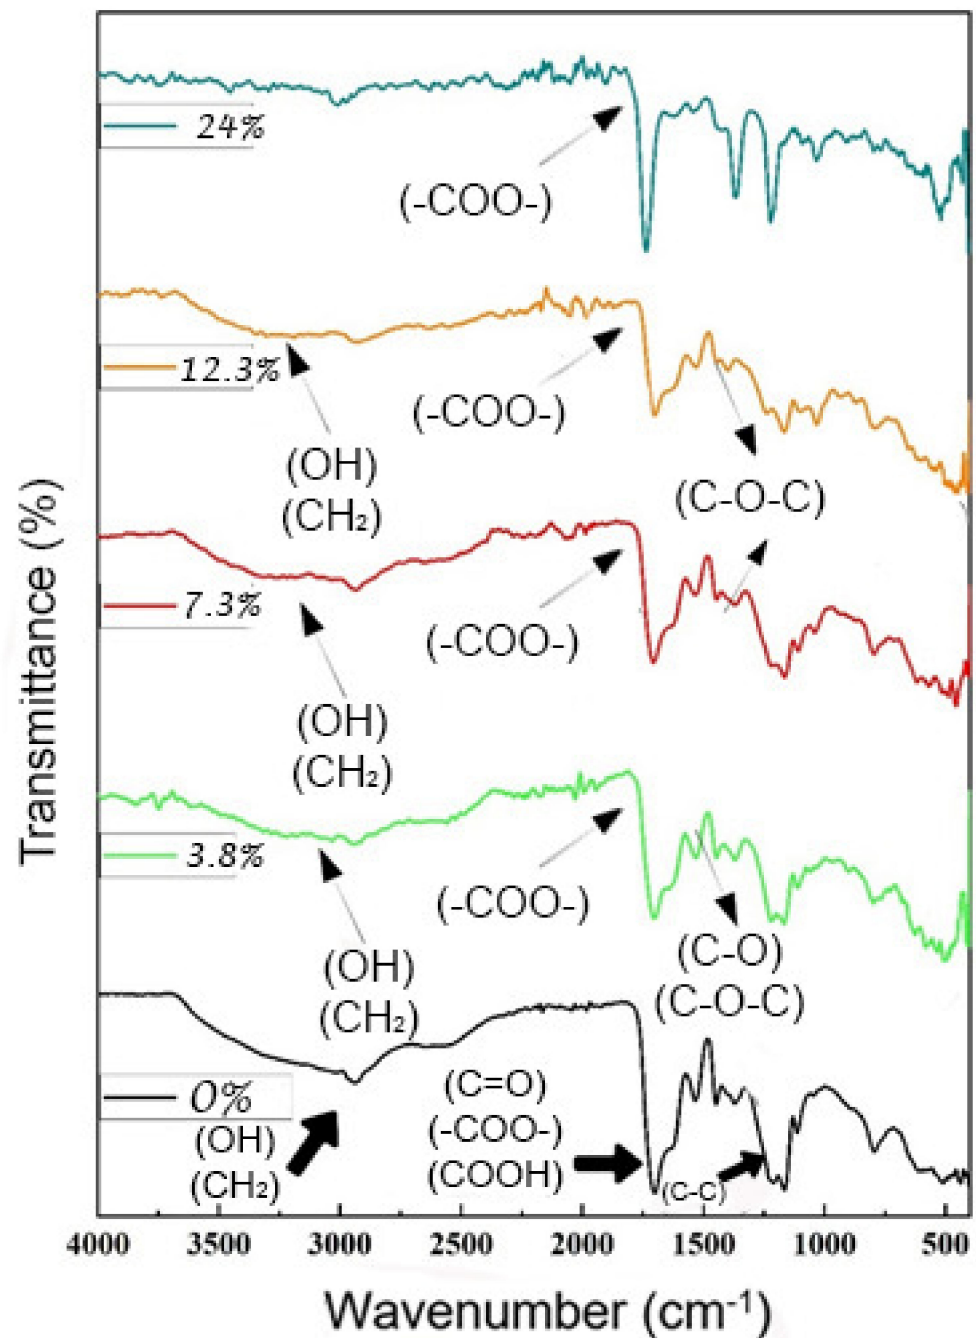 24%
(-COO-)
12.3%
(-COO-)
(OH)
(CH₂)
(C-O-C)
7.3%
(-COO-)
(OH)
(CH₂)
3.8%
(-COO-)
(OH)
(CH₂)
(C-O)
(C-O-C)
0%
(OH)
(CH₂)
(C=O)
(-COO-)
(COOH)
(C-C)
Transmittance (%)
4000 3500 3000 2500 2000 1500 1000 500
Wavenumber (cm⁻¹)